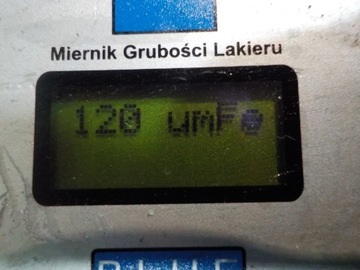 Miernik Grubości Lakieru
120 umFe